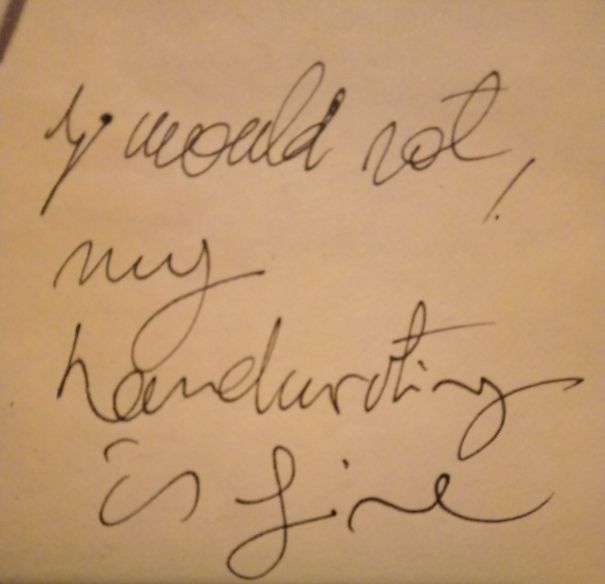 I would not,
my
handwriting
is fine